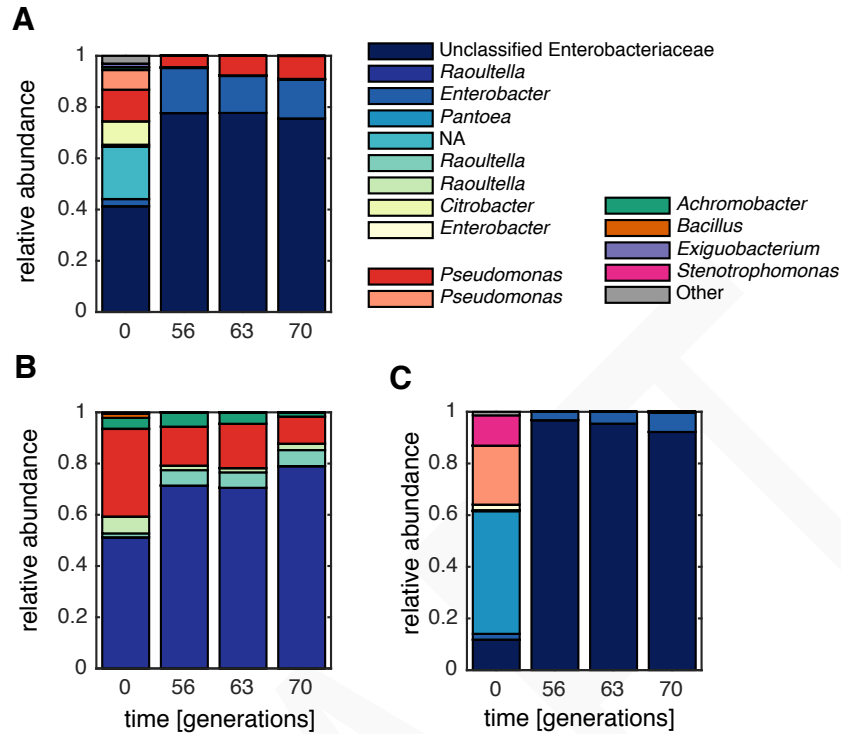 A
relative abundance
1
0.8
0.6
0.4
0.2
0
0 56 63 70
Unclassified Enterobacteriaceae
Raoultella
Enterobacter
Pantoea
NA
Raoultella
Raoultella
Citrobacter
Enterobacter
Pseudomonas
Pseudomonas
Achromobacter
Bacillus
Exiguobacterium
Stenotrophomonas
Other
B
relative abundance
1
0.8
0.6
0.4
0.2
0
0 56 63 70
time [generations]
C
relative abundance
1
0.8
0.6
0.4
0.2
0
0 56 63 70
time [generations]